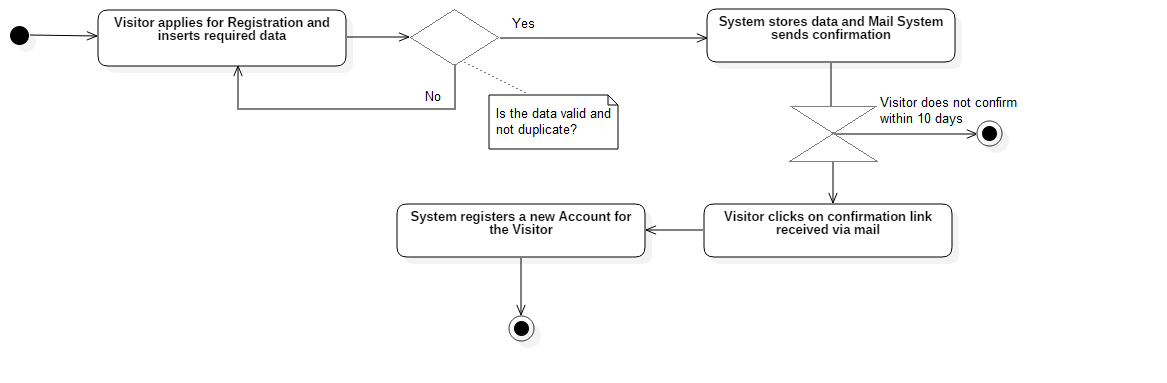 Visitor applies for Registration and
inserts required data
Yes
System stores data and Mail System
sends confirmation
No
Is the data valid and
not duplicate?
Visitor does not confirm
within 10 days
System registers a new Account for
the Visitor
Visitor clicks on confirmation link
received via mail